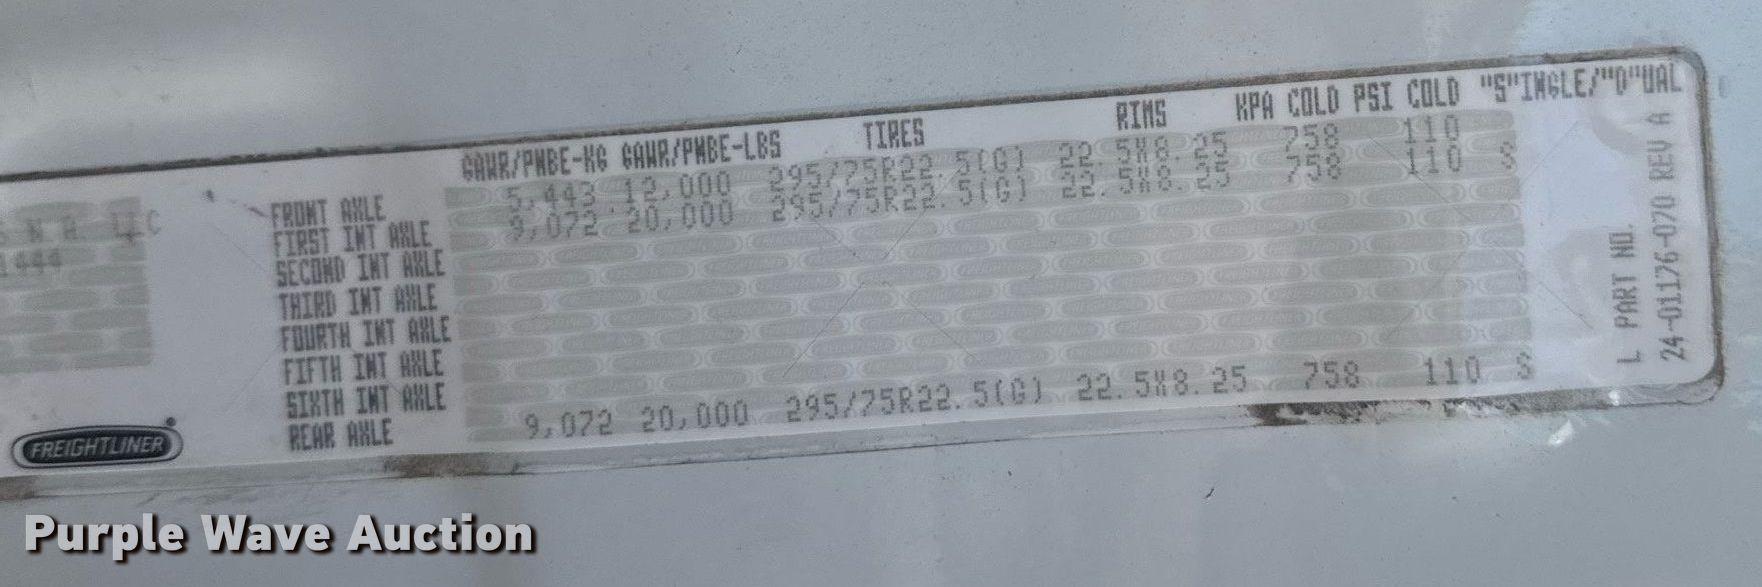 GAWR/PNBE-KG GAWR/PNBE-LBS TIRES RIMS KPA COLD PSI COLD "S"INGLE/"D"UAL
FRONT AXLE 5,443 12,000 295/75R22.5(G) 22.5X8.25 758 110
FIRST INT AXLE 9,072 20,000 295/75R22.5(G) 22.5X8.25 758 110 S
SECOND INT AXLE
THIRD INT AXLE
FOURTH INT AXLE
FIFTH INT AXLE
SIXTH INT AXLE
REAR AXLE 9,072 20,000 295/75R22.5(G) 22.5X8.25 758 110 S
N A LLC
1444
FREIGHTLINER
L PART NO.
24-01176-070 REV A
Purple Wave Auction